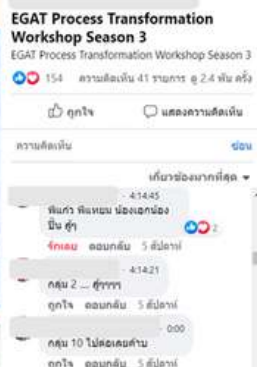 EGAT Process Transformation
Workshop Season 3
EGAT Process Transformation Workshop Season 3
154 ความคิดเห็น 41 รายการ ดู 2.4 พัน ครั้ง
ถูกใจ แสดงความคิดเห็น
ความคิดเห็น ซ่อน
เกี่ยวข้องมากที่สุด
· 4:14:45
พี่แก้ว พี่แหยม น้องเอกน้อง
ปั้น สู้ๆ
2
รักเลย ตอบกลับ 5 สัปดาห์
· 4:14:21
กลุ่ม 2 ... สู้ๆๆๆๆ
ถูกใจ ตอบกลับ 5 สัปดาห์
· 0:00
กลุ่ม 10 ไปต่อเลยค้าบ
ถูกใจ ตอบกลับ 5 สัปดาห์